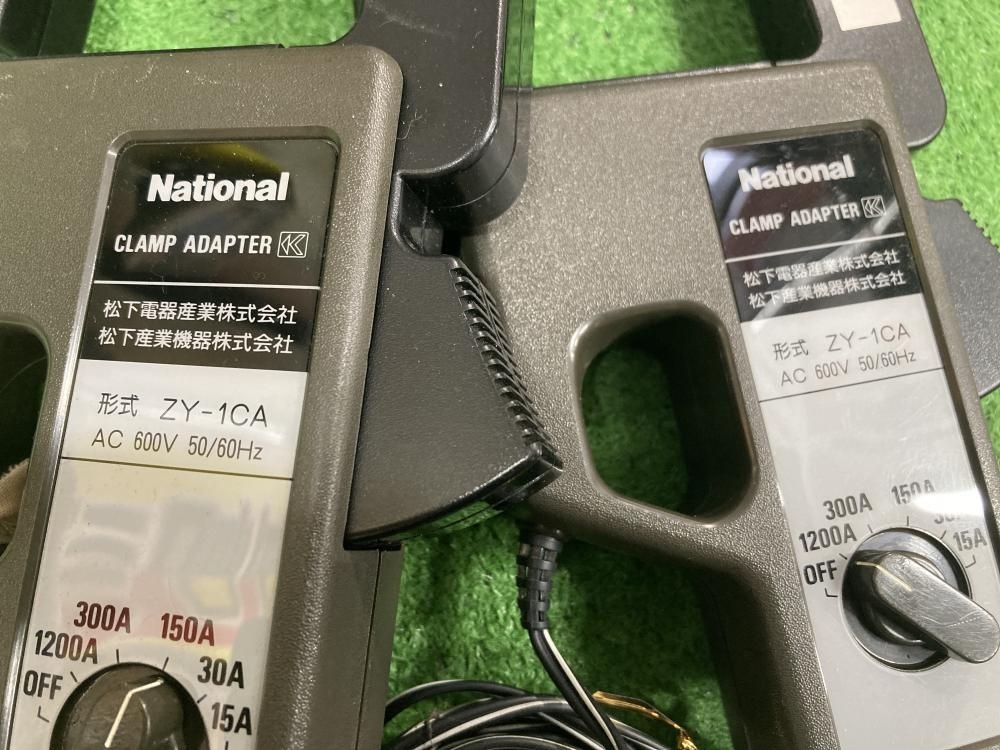 National
CLAMP ADAPTER
松下電器産業株式会社
松下産業機器株式会社
形式 ZY-1CA
AC 600V 50/60Hz
300A 150A
1200A 30A
OFF 15A
National
CLAMP ADAPTER
松下電器産業株式会社
松下産業機器株式会社
形式 ZY-1CA
AC 600V 50/60Hz
300A 150A
1200A 15A
OFF